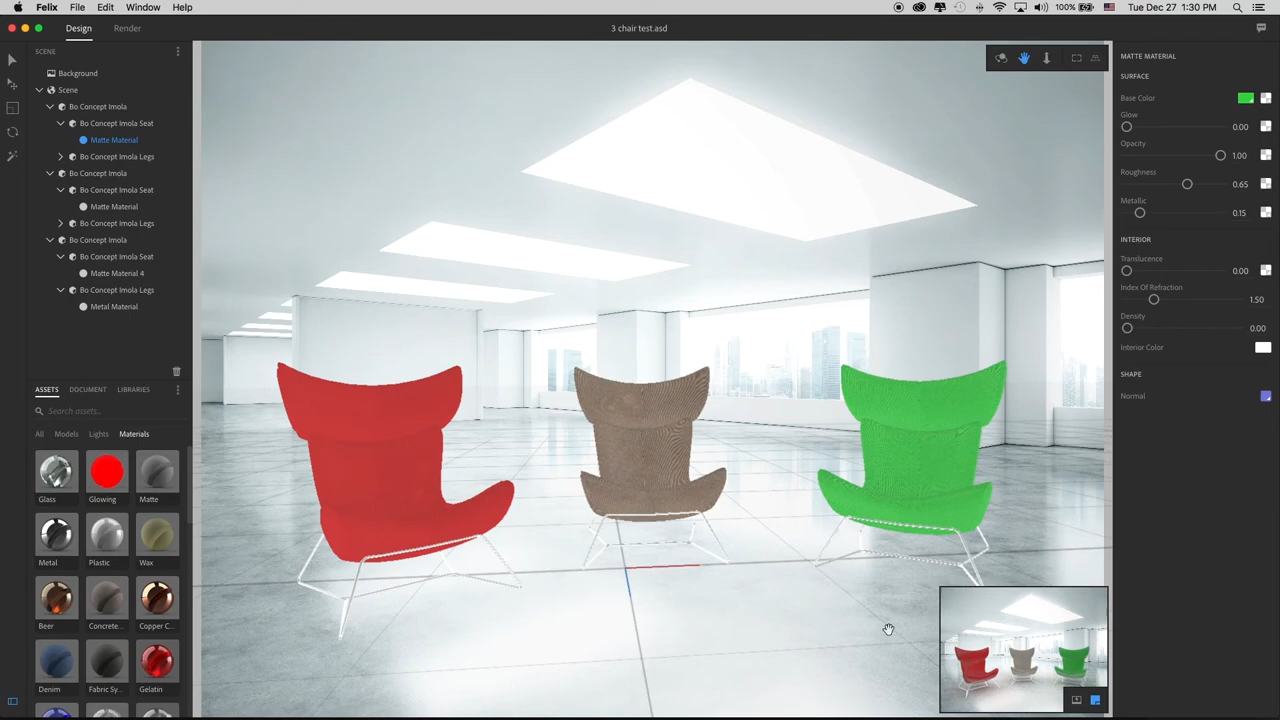 Felix File Edit Window Help
100% Tue Dec 27 1:30 PM
Design Render
3 chair test.asd
SCENE
Background
Scene
Bo Concept Imola
Bo Concept Imola Seat
Matte Material
Bo Concept Imola Legs
Bo Concept Imola
Bo Concept Imola Seat
Matte Material
Bo Concept Imola Legs
Bo Concept Imola
Bo Concept Imola Seat
Matte Material 4
Bo Concept Imola Legs
Metal Material
ASSETS DOCUMENT LIBRARIES
Search assets..
All Models Lights Materials
Glass Glowing Matte
Metal Plastic Wax
Beer Concrete... Copper C...
Denim Fabric Sy... Gelatin
MATTE MATERIAL
SURFACE
Base Color
Glow
0.00
Opacity
1.00
Roughness
0.65
Metallic
0.15
INTERIOR
Translucence
0.00
Index Of Refraction
1.50
Density
0.00
Interior Color
SHAPE
Normal